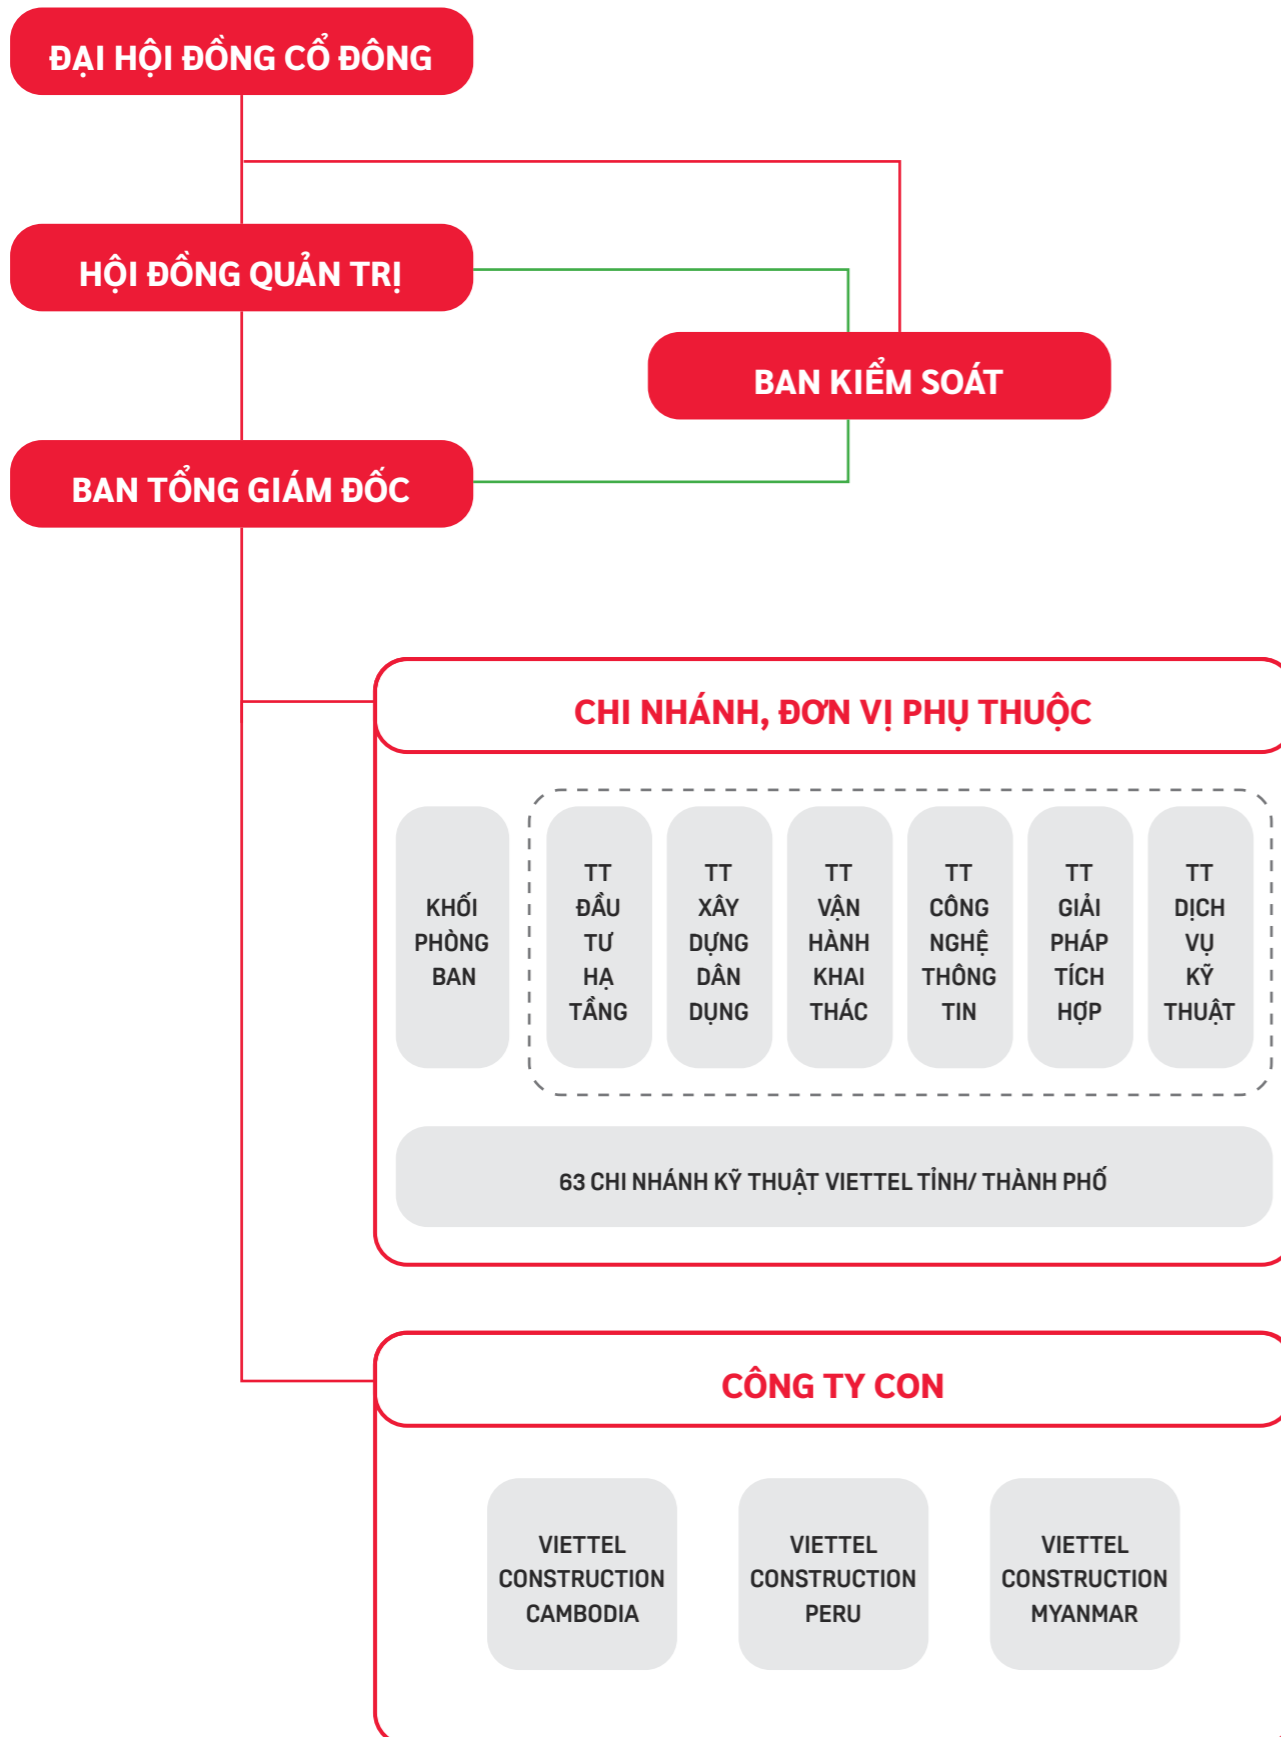 ĐẠI HỘI ĐỒNG CỔ ĐÔNG
HỘI ĐỒNG QUẢN TRỊ
BAN KIỂM SOÁT
BAN TỔNG GIÁM ĐỐC
CHI NHÁNH, ĐƠN VỊ PHỤ THUỘC
KHỐI
PHÒNG
BAN
TT
ĐẦU
TƯ
HẠ
TẦNG
TT
XÂY
DỰNG
DÂN
DỤNG
TT
VẬN
HÀNH
KHAI
THÁC
TT
CÔNG
NGHỆ
THÔNG
TIN
TT
GIẢI
PHÁP
TÍCH
HỢP
TT
DỊCH
VỤ
KỸ
THUẬT
63 CHI NHÁNH KỸ THUẬT VIETTEL TỈNH/ THÀNH PHỐ
CÔNG TY CON
VIETTEL
CONSTRUCTION
CAMBODIA
VIETTEL
CONSTRUCTION
PERU
VIETTEL
CONSTRUCTION
MYANMAR